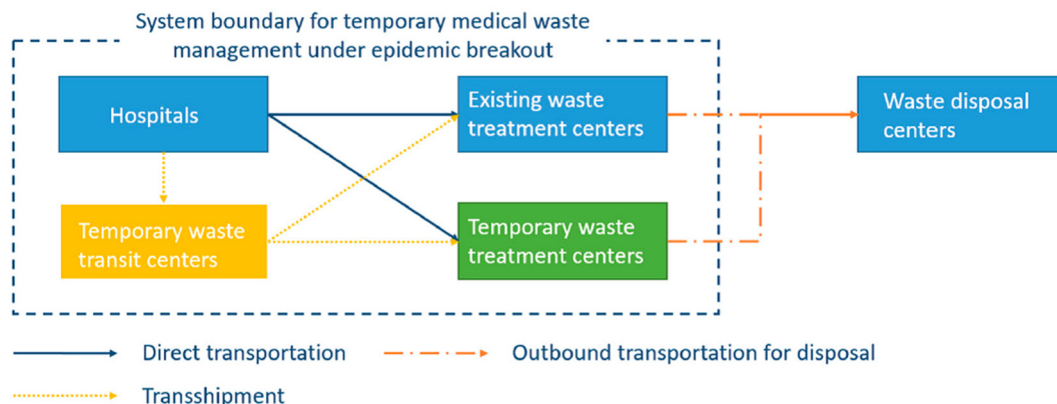 System boundary for temporary medical waste
management under epidemic breakout
Hospitals
Existing waste
treatment centers
Waste disposal
centers
Temporary waste
transit centers
Temporary waste
treatment centers
Direct transportation
Outbound transportation for disposal
Transshipment